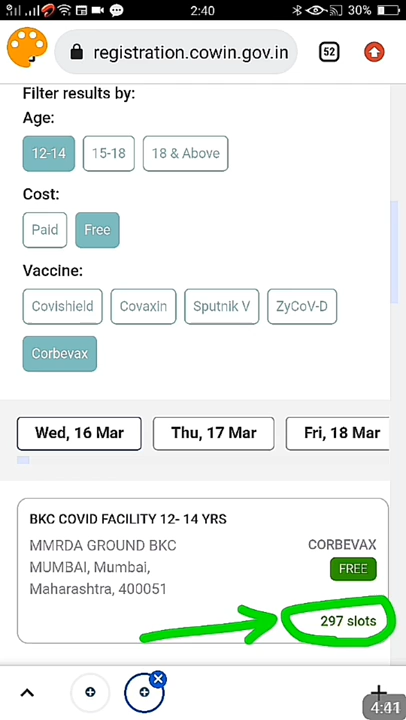 2:40
30%
registration.cowin.gov.in
52
Filter results by:
Age:
12-14
15-18
18 & Above
Cost:
Paid
Free
Vaccine:
Covishield
Covaxin
Sputnik V
ZyCoV-D
Corbevax
Wed, 16 Mar
Thu, 17 Mar
Fri, 18 Mar
BKC COVID FACILITY 12- 14 YRS
MMRDA GROUND BKC
MUMBAI, Mumbai,
Maharashtra, 400051
CORBEVAX
FREE
297 slots
4:41